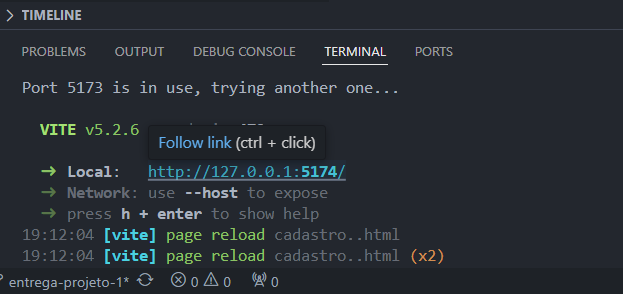 TIMELINE
PROBLEMS OUTPUT DEBUG CONSOLE TERMINAL PORTS
Port 5173 is in use, trying another one...
VITE v5.2.6
Follow link (ctrl + click)
➜ Local: http://127.0.0.1:5174/
➜ Network: use --host to expose
➜ press h + enter to show help
19:12:04 [vite] page reload cadastro..html
19:12:04 [vite] page reload cadastro..html (x2)
entrega-projeto-1* 0 0 0